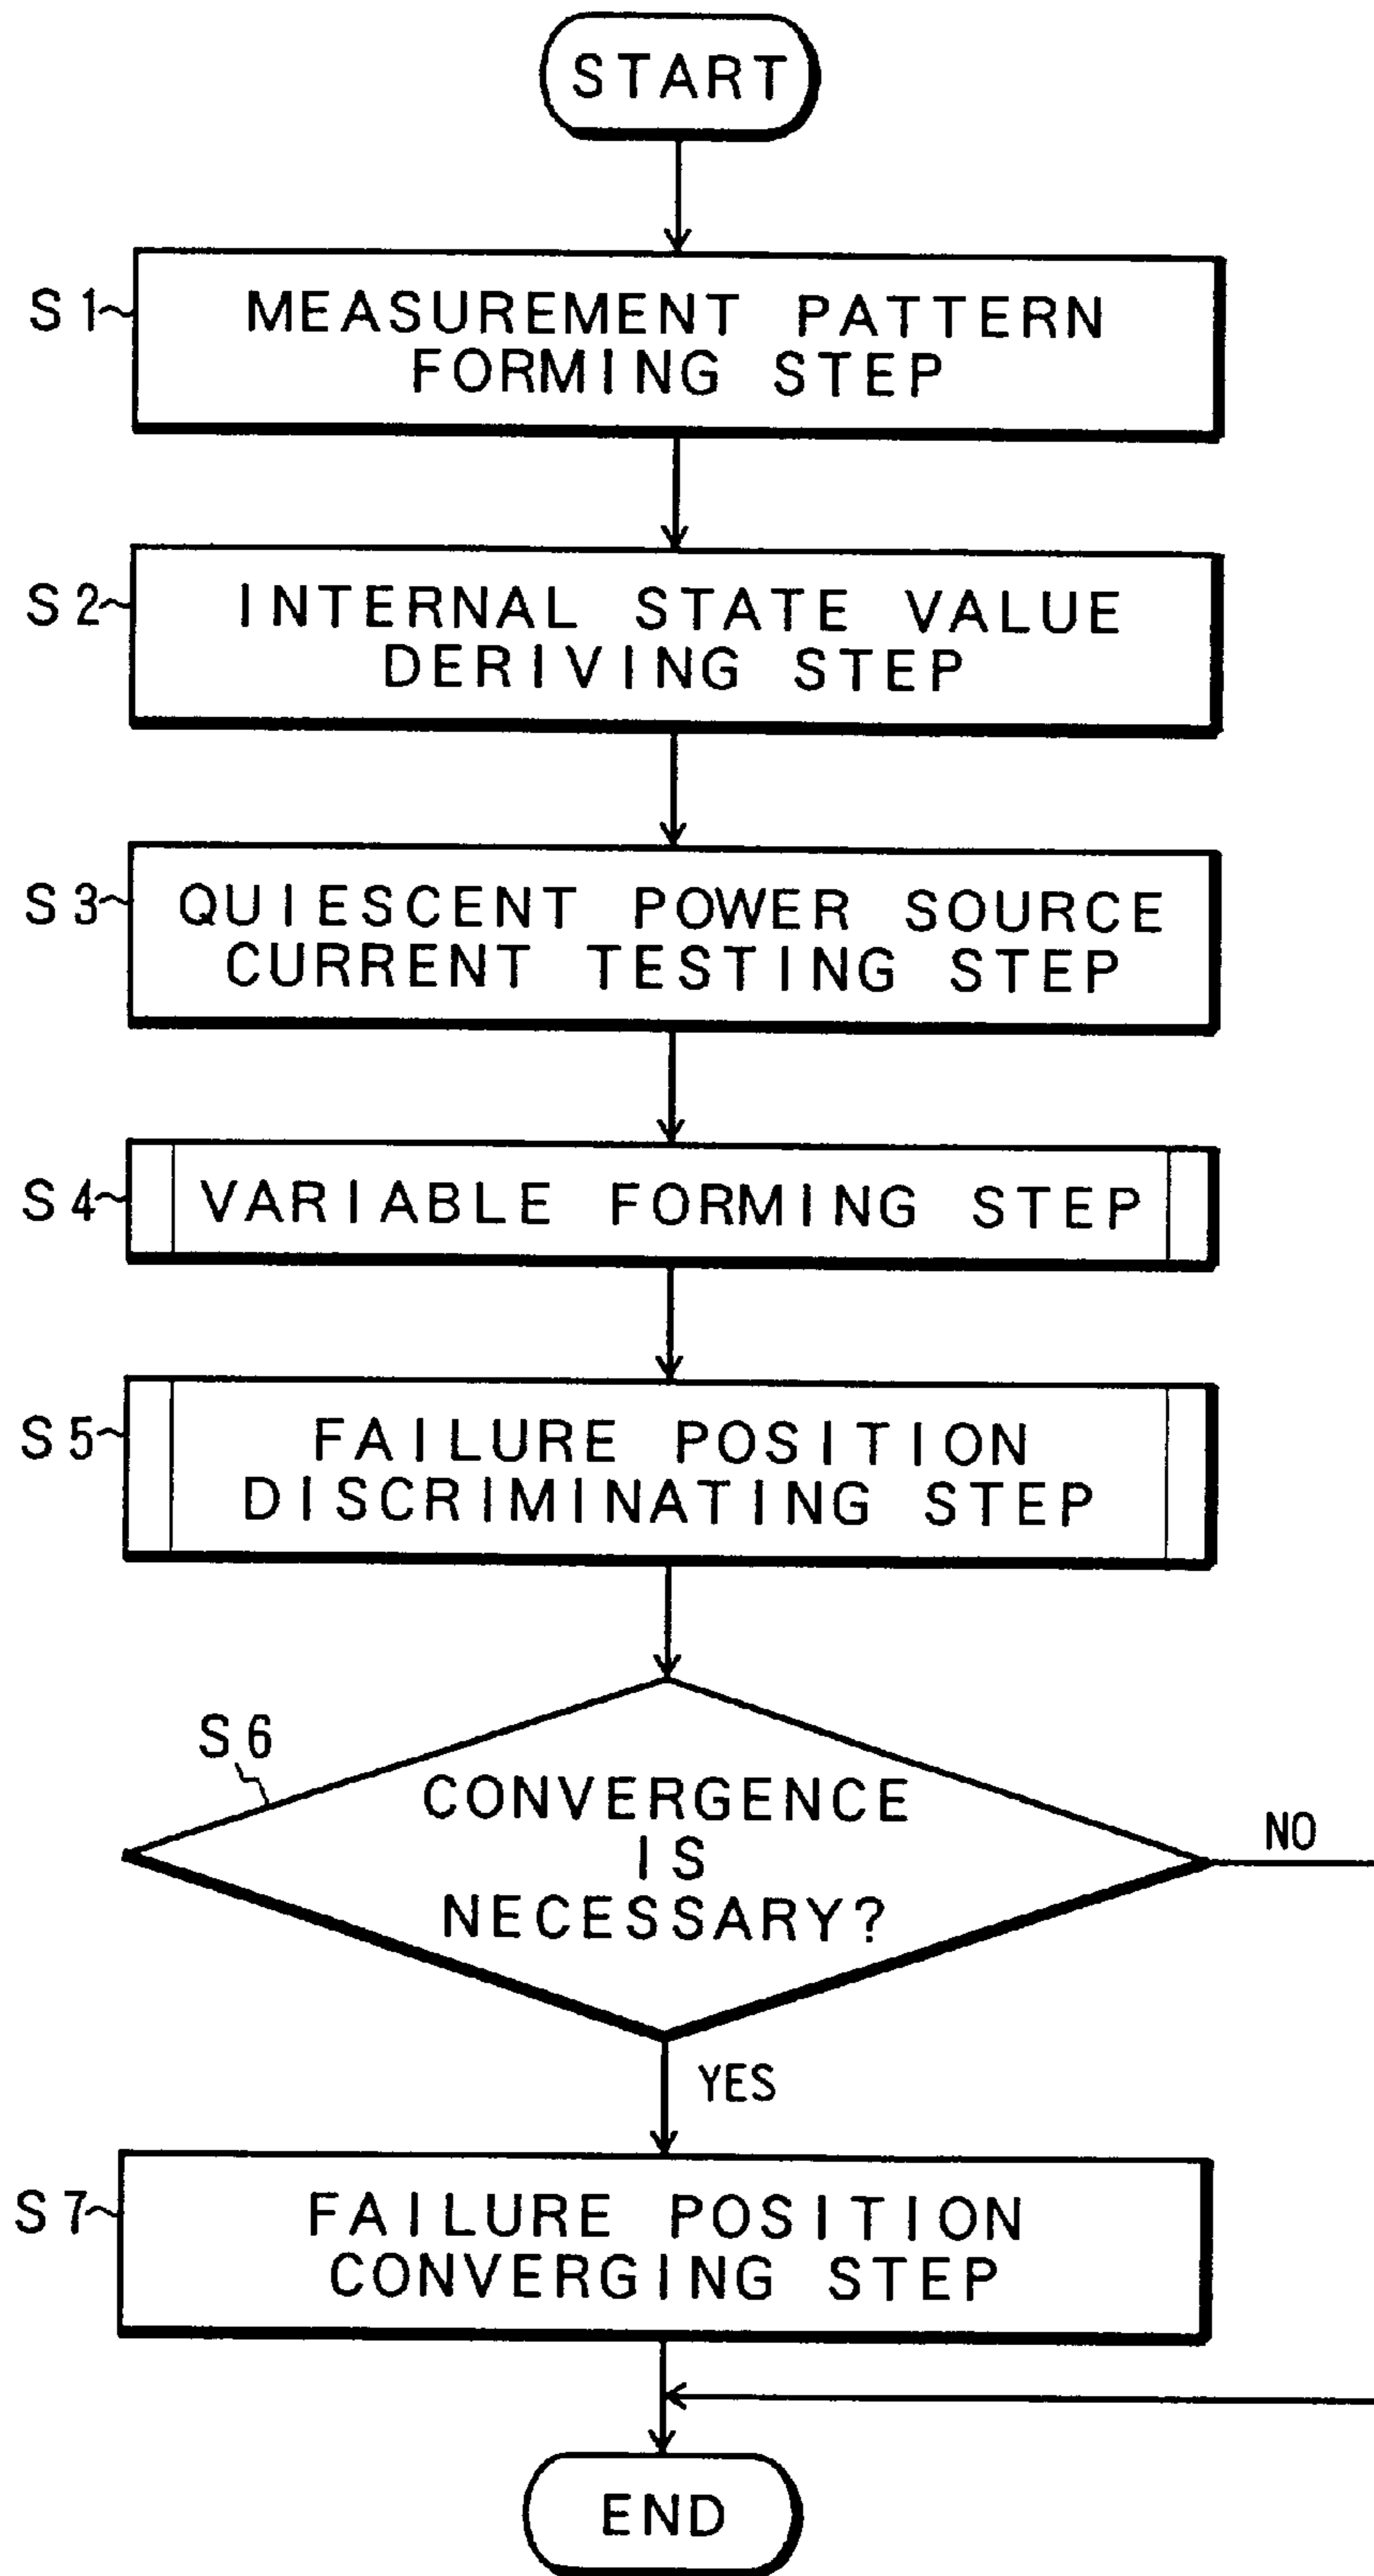 START
S1
MEASUREMENT PATTERN
FORMING STEP
S2
INTERNAL STATE VALUE
DERIVING STEP
S3
QUIESCENT POWER SOURCE
CURRENT TESTING STEP
S4
VARIABLE FORMING STEP
S5
FAILURE POSITION
DISCRIMINATING STEP
S6
CONVERGENCE
IS
NECESSARY?
NO
YES
S7
FAILURE POSITION
CONVERGING STEP
END